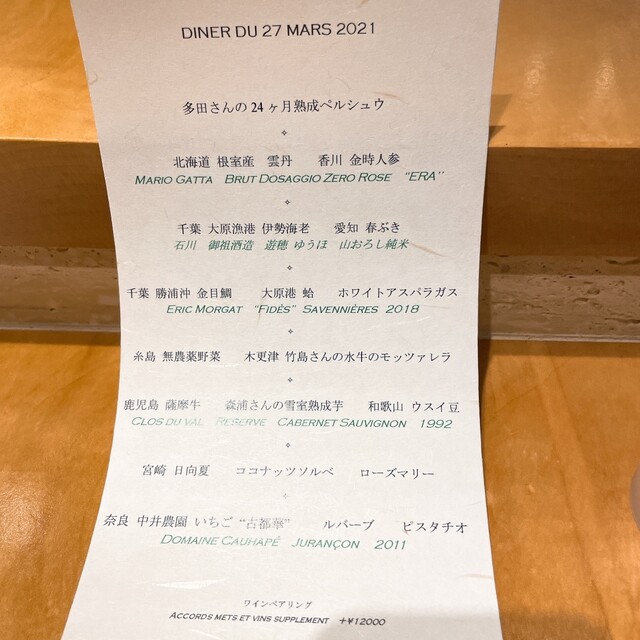 DINER DU 27 MARS 2021
多田さんの 24 ヶ月熟成ペルシュウ
北海道 根室産 雲丹 香川 金時人参
MARIO GATTA BRUT DOSAGGIO ZERO ROSE "ERA"
千葉 大原漁港 伊勢海老 愛知 春ぶき
石川 御祖酒造 遊穂 ゆうほ 山おろし純米
千葉 勝浦沖 金目鯛 大原港 蛤 ホワイトアスパラガス
ERIC MORGAT "FIDÈS" SAVENNIÈRES 2018
糸島 無農薬野菜 木更津 竹島さんの水牛のモッツァレラ
鹿児島 薩摩牛 森浦さんの雪室熟成芋 和歌山 ウスイ豆
CLOS DU VAL RESERVE CABERNET SAUVIGNON 1992
宮崎 日向夏 ココナッツソルベ ローズマリー
奈良 中井農園 いちご "古都華" ルバーブ ピスタチオ
DOMAINE CAUHAPÉ JURANÇON 2011
ワインペアリング
ACCORDS METS ET VINS SUPPLEMENT +¥12000